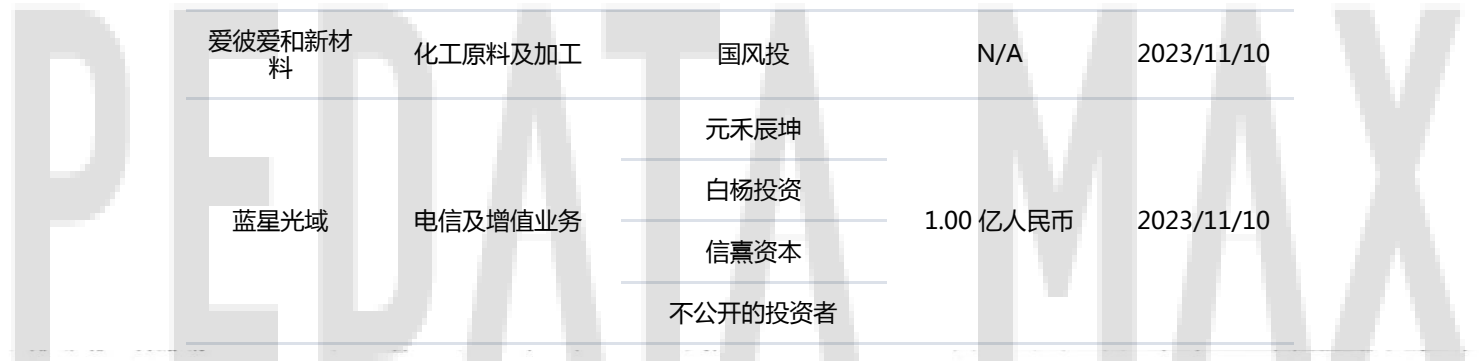 PEDATA MAX
爱彼爱和新材
料
化工原料及加工
国风投
N/A
2023/11/10
蓝星光域
电信及增值业务
元禾辰坤
白杨投资
信熹资本
不公开的投资者
1.00 亿人民币
2023/11/10